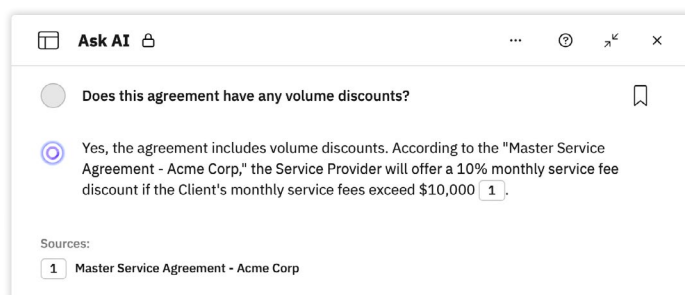 Ask AI
Does this agreement have any volume discounts?
Yes, the agreement includes volume discounts. According to the "Master Service
Agreement - Acme Corp," the Service Provider will offer a 10% monthly service fee
discount if the Client's monthly service fees exceed $10,000 1.
Sources:
1 Master Service Agreement - Acme Corp